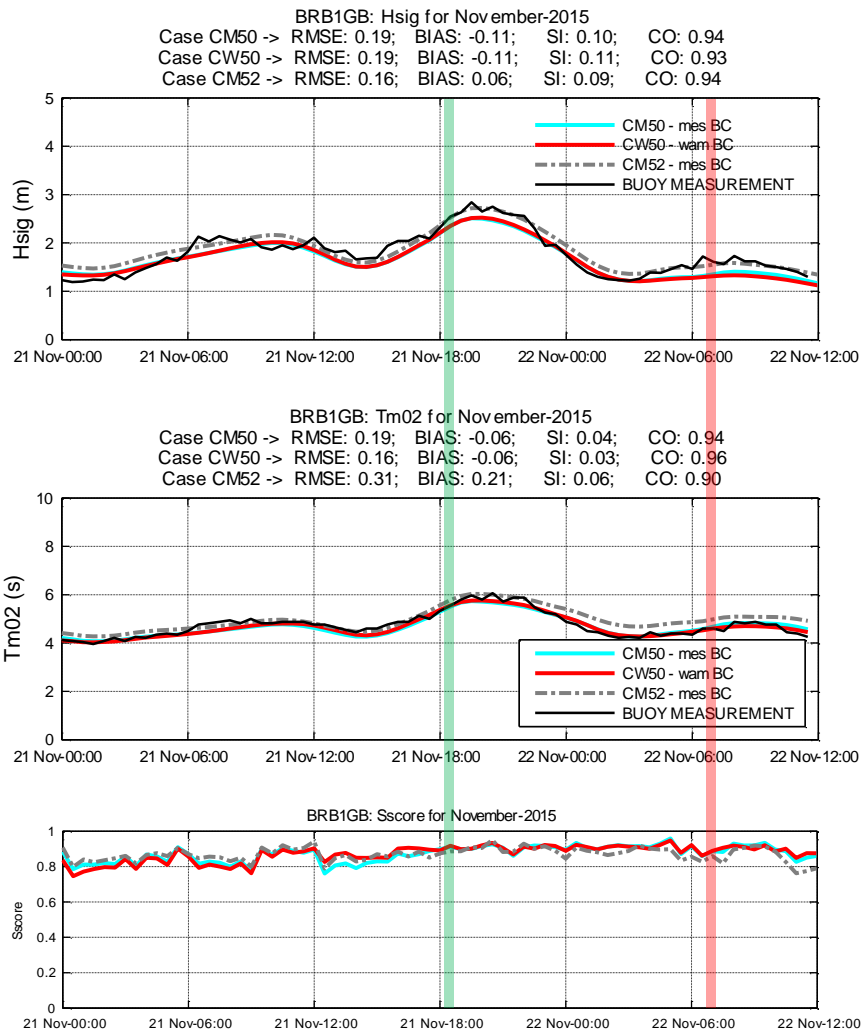 BRB1GB: Hsig for November-2015
Case CM50 -> RMSE: 0.19; BIAS: -0.11; SI: 0.10; CO: 0.94
Case CW50 -> RMSE: 0.19; BIAS: -0.11; SI: 0.11; CO: 0.93
Case CM52 -> RMSE: 0.16; BIAS: 0.06; SI: 0.09; CO: 0.94
5
4
3
2
1
0
Hsig (m)
CM50 - mes BC
CW50 - wam BC
CM52 - mes BC
BUOY MEASUREMENT
21 Nov-00:00 21 Nov-06:00 21 Nov-12:00 21 Nov-18:00 22 Nov-00:00 22 Nov-06:00 22 Nov-12:00
BRB1GB: Tm02 for November-2015
Case CM50 -> RMSE: 0.19; BIAS: -0.06; SI: 0.04; CO: 0.94
Case CW50 -> RMSE: 0.16; BIAS: -0.06; SI: 0.03; CO: 0.96
Case CM52 -> RMSE: 0.31; BIAS: 0.21; SI: 0.06; CO: 0.90
10
8
6
4
2
0
Tm02 (s)
CM50 - mes BC
CW50 - wam BC
CM52 - mes BC
BUOY MEASUREMENT
21 Nov-00:00 21 Nov-06:00 21 Nov-12:00 21 Nov-18:00 22 Nov-00:00 22 Nov-06:00 22 Nov-12:00
BRB1GB: Sscore for November-2015
1
0.8
0.6
0.4
0.2
0
Sscore
21 Nov-00:00 21 Nov-06:00 21 Nov-12:00 21 Nov-18:00 22 Nov-00:00 22 Nov-06:00 22 Nov-12:00